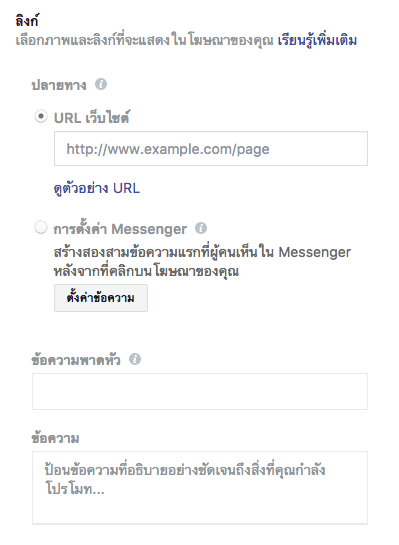 ลิงก์
เลือกภาพและลิงก์ที่จะแสดงในโฆษณาของคุณ เรียนรู้เพิ่มเติม
ปลายทาง
URL เว็บไซต์
http://www.example.com/page
ดูตัวอย่าง URL
การตั้งค่า Messenger
สร้างสองสามข้อความแรกที่ผู้คนเห็นใน Messenger
หลังจากที่คลิกบนโฆษณาของคุณ
ตั้งค่าข้อความ
ข้อความพาดหัว
ข้อความ
ป้อนข้อความที่อธิบายอย่างชัดเจนถึงสิ่งที่คุณกำลัง
โปรโมท...